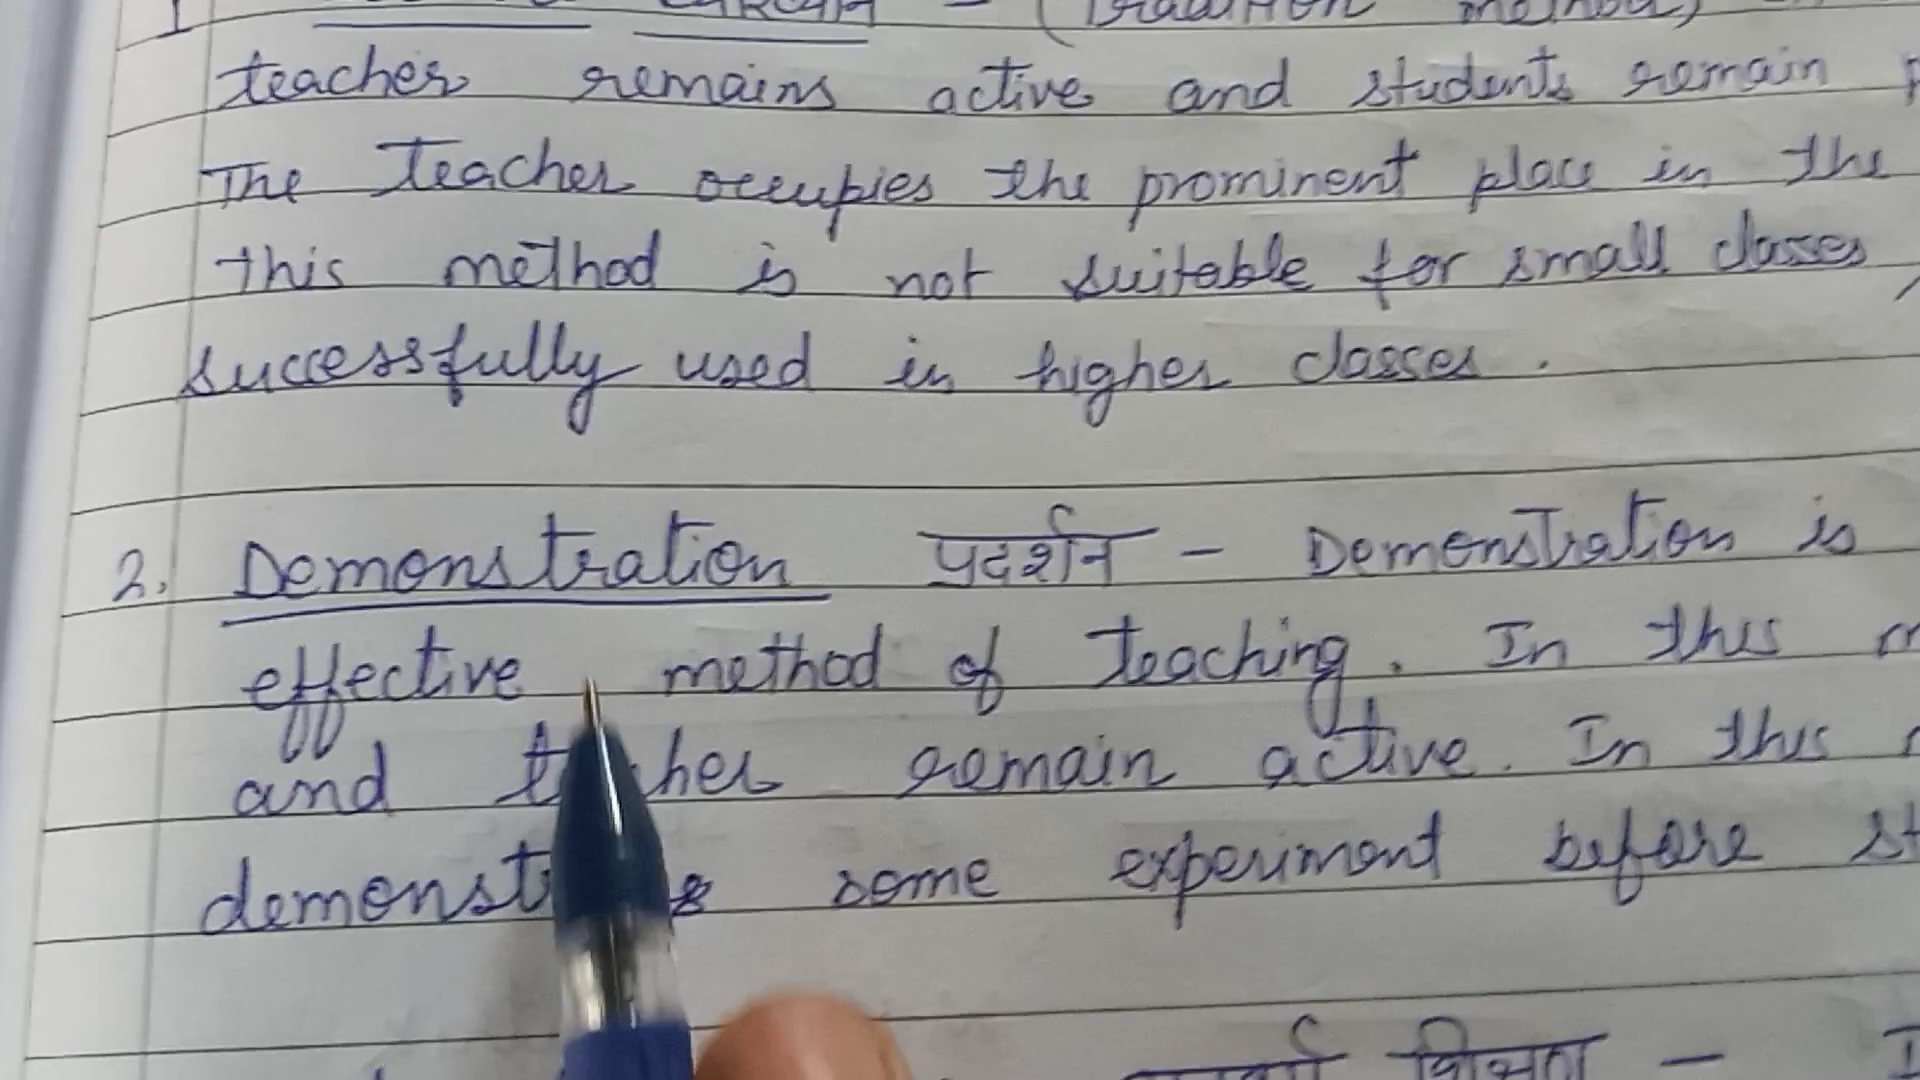 teacher remains active and students remain
The Teacher occupies the prominent place in the
this method is not suitable for small classes,
successfully used in higher classes.
2. Demonstration प्रदर्शन - Demonstration is
effective method of Teaching. In this
and teacher remain active. In this
some experiment before
शिक्षण -